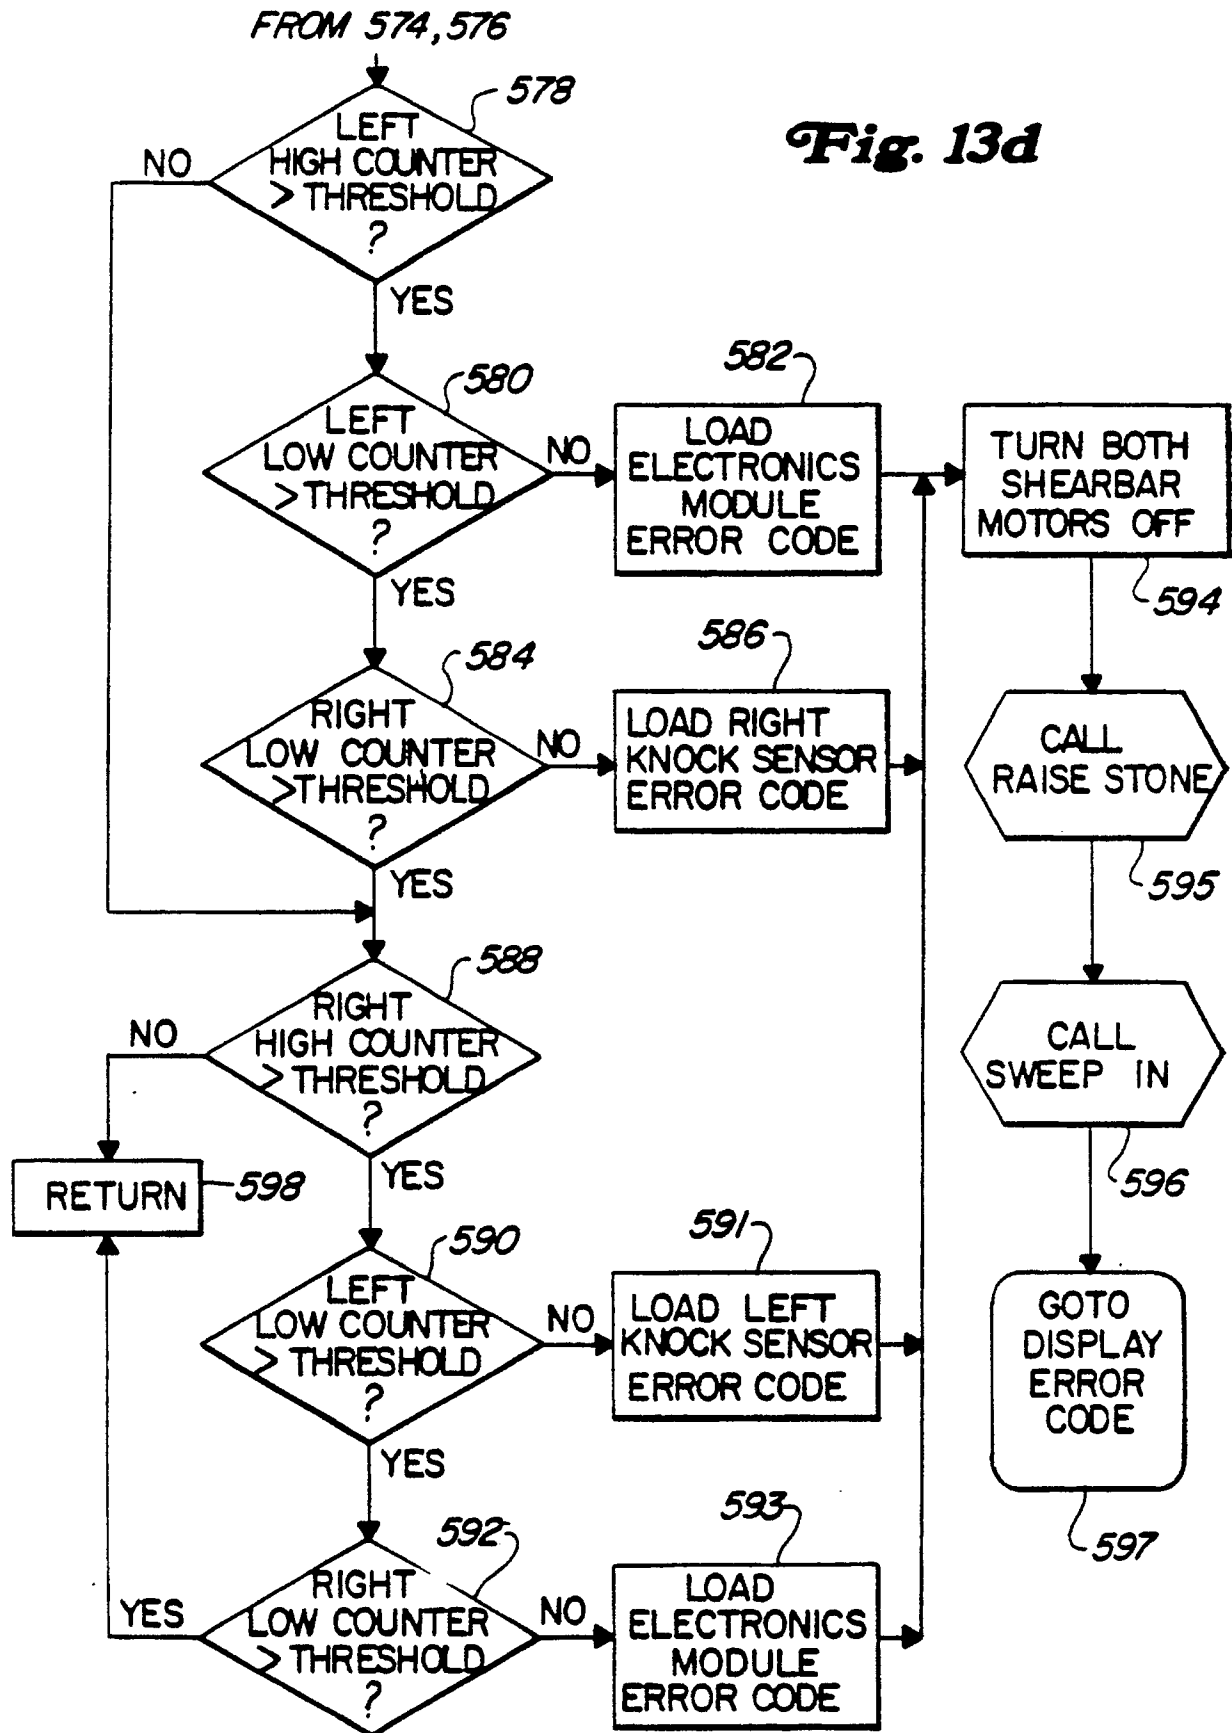 FROM 574, 576
578
Fig. 13d
LEFT
HIGH COUNTER
> THRESHOLD
?
NO
YES
580
LEFT
LOW COUNTER
> THRESHOLD
?
NO
YES
582
LOAD
ELECTRONICS
MODULE
ERROR CODE
TURN BOTH
SHEARBAR
MOTORS OFF
594
584
RIGHT
LOW COUNTER
> THRESHOLD
?
NO
YES
586
LOAD RIGHT
KNOCK SENSOR
ERROR CODE
CALL
RAISE STONE
595
588
RIGHT
HIGH COUNTER
> THRESHOLD
?
NO
YES
RETURN
598
CALL
SWEEP IN
596
590
LEFT
LOW COUNTER
> THRESHOLD
?
NO
YES
591
LOAD LEFT
KNOCK SENSOR
ERROR CODE
GOTO
DISPLAY
ERROR
CODE
597
592
RIGHT
LOW COUNTER
> THRESHOLD
?
YES
NO
593
LOAD
ELECTRONICS
MODULE
ERROR CODE